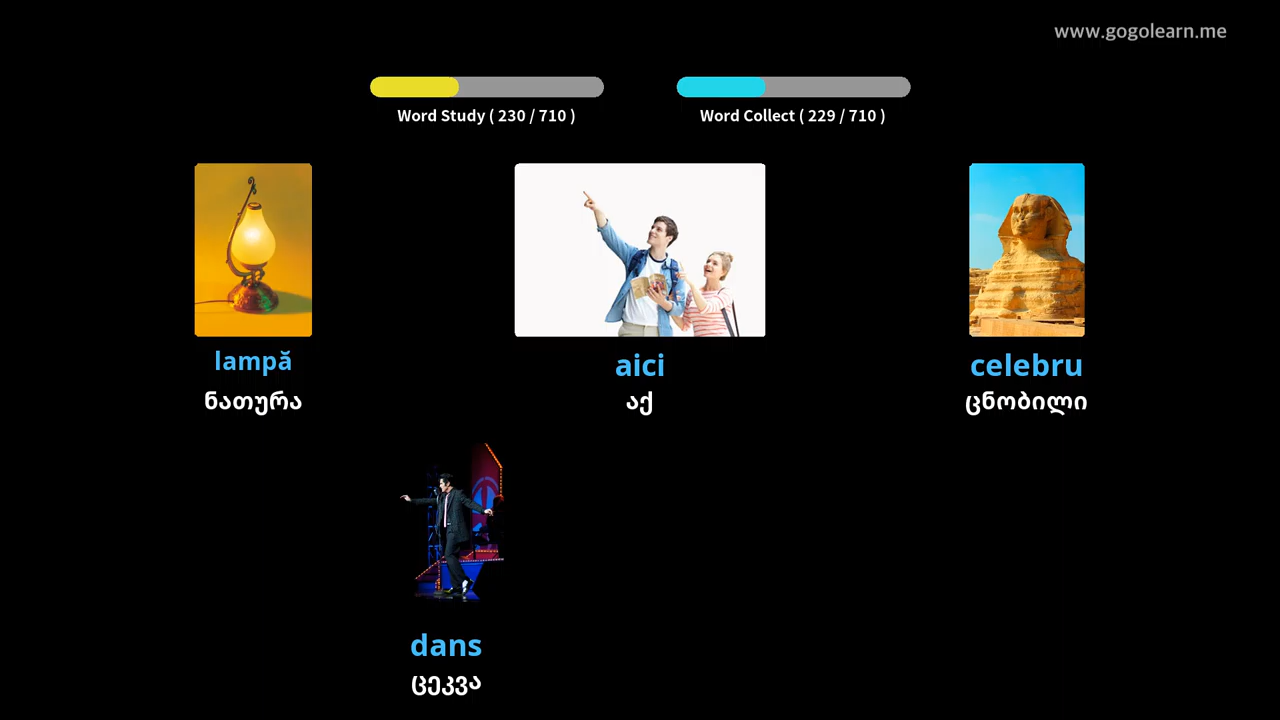 www.gogolearn.me
Word Study ( 230 / 710 )
Word Collect ( 229 / 710 )
lampă
aici
celebru
ნათურა
აქ
ცნობილი
dans
ცეკვა